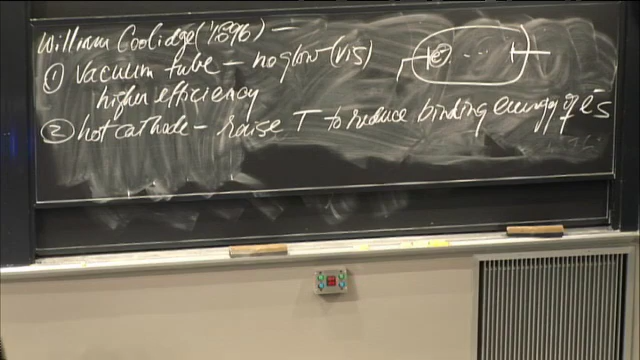 William Coolidge ('1896) —
① vacuum tube – no glow (vis)
higher efficiency
② hot cathode – raise T to reduce binding energy of e⁻s